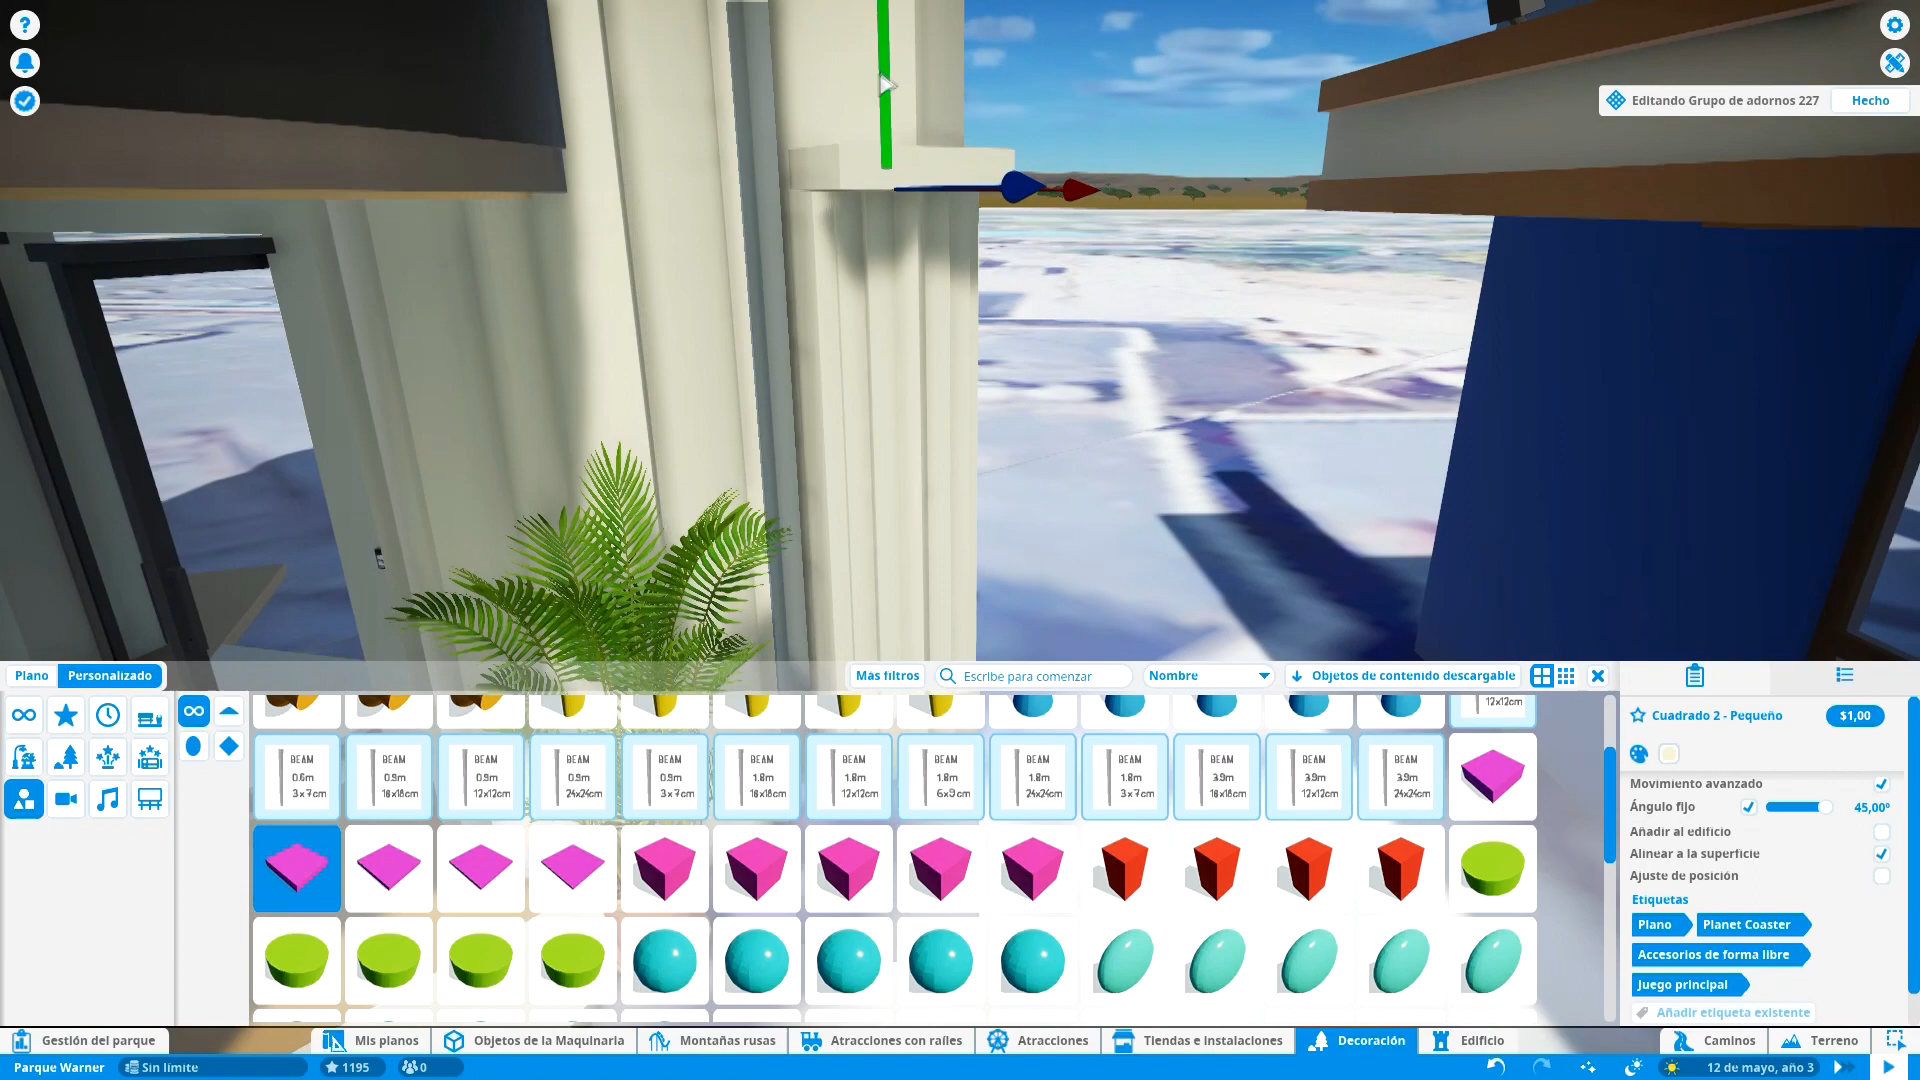 ?
Editando Grupo de adornos 227
Hecho
Plano
Personalizado
Más filtros
Escribe para comenzar
Nombre
Objetos de contenido descargable
12x12cm
BEAM 0.6m 3x7cm
BEAM 0.9m 16x18cm
BEAM 0.9m 12x12cm
BEAM 0.9m 24x24cm
BEAM 0.9m 3x7cm
BEAM 1.8m 16x18cm
BEAM 1.8m 12x12cm
BEAM 1.8m 6x9cm
BEAM 1.8m 24x24cm
BEAM 1.8m 3x7cm
BEAM 3.9m 16x18cm
BEAM 3.9m 12x12cm
BEAM 3.9m 24x24cm
Cuadrado 2 - Pequeño
$1,00
Movimiento avanzado
Ángulo fijo
45,00º
Añadir al edificio
Alinear a la superficie
Ajuste de posición
Etiquetas
Plano
Planet Coaster
Accesorios de forma libre
Juego principal
Añadir etiqueta existente
Gestión del parque
Mis planos
Objetos de la Maquinaria
Montañas rusas
Atracciones con raíles
Atracciones
Tiendas e Instalaciones
Decoración
Edificio
Caminos
Terreno
Parque Warner
Sin límite
1195
0
12 de mayo, año 3